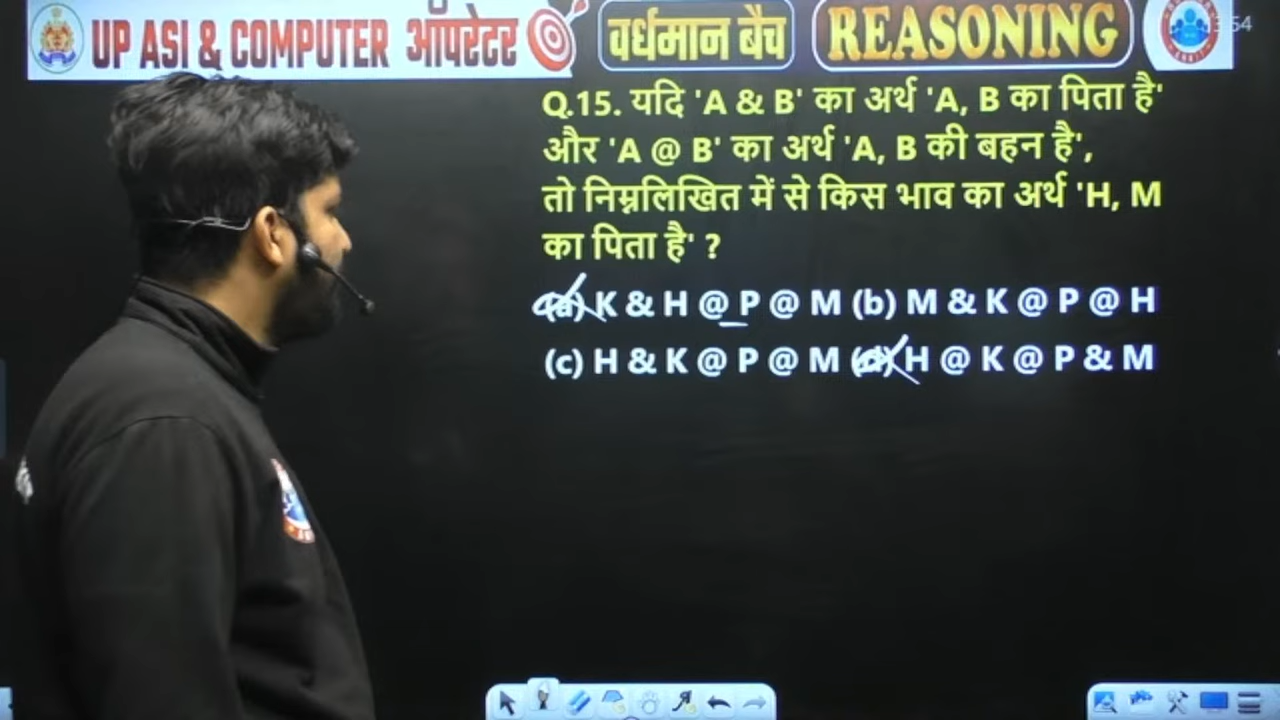 UP ASI & COMPUTER ऑपरेटर
वर्धमान बैच
REASONING
Q.15. यदि 'A & B' का अर्थ 'A, B का पिता है'
और 'A @ B' का अर्थ 'A, B की बहन है',
तो निम्नलिखित में से किस भाव का अर्थ 'H, M
का पिता है' ?
(a) K & H @ P @ M (b) M & K @ P @ H
(c) H & K @ P @ M (d) H @ K @ P & M